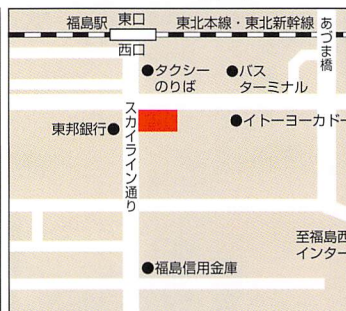 福島駅 東口 東北本線・東北新幹線
西口
あづま橋
●タクシー
のりば
●バス
ターミナル
東邦銀行●
●イトーヨーカドー
スカイライン通り
至福島西
インター
●福島信用金庫